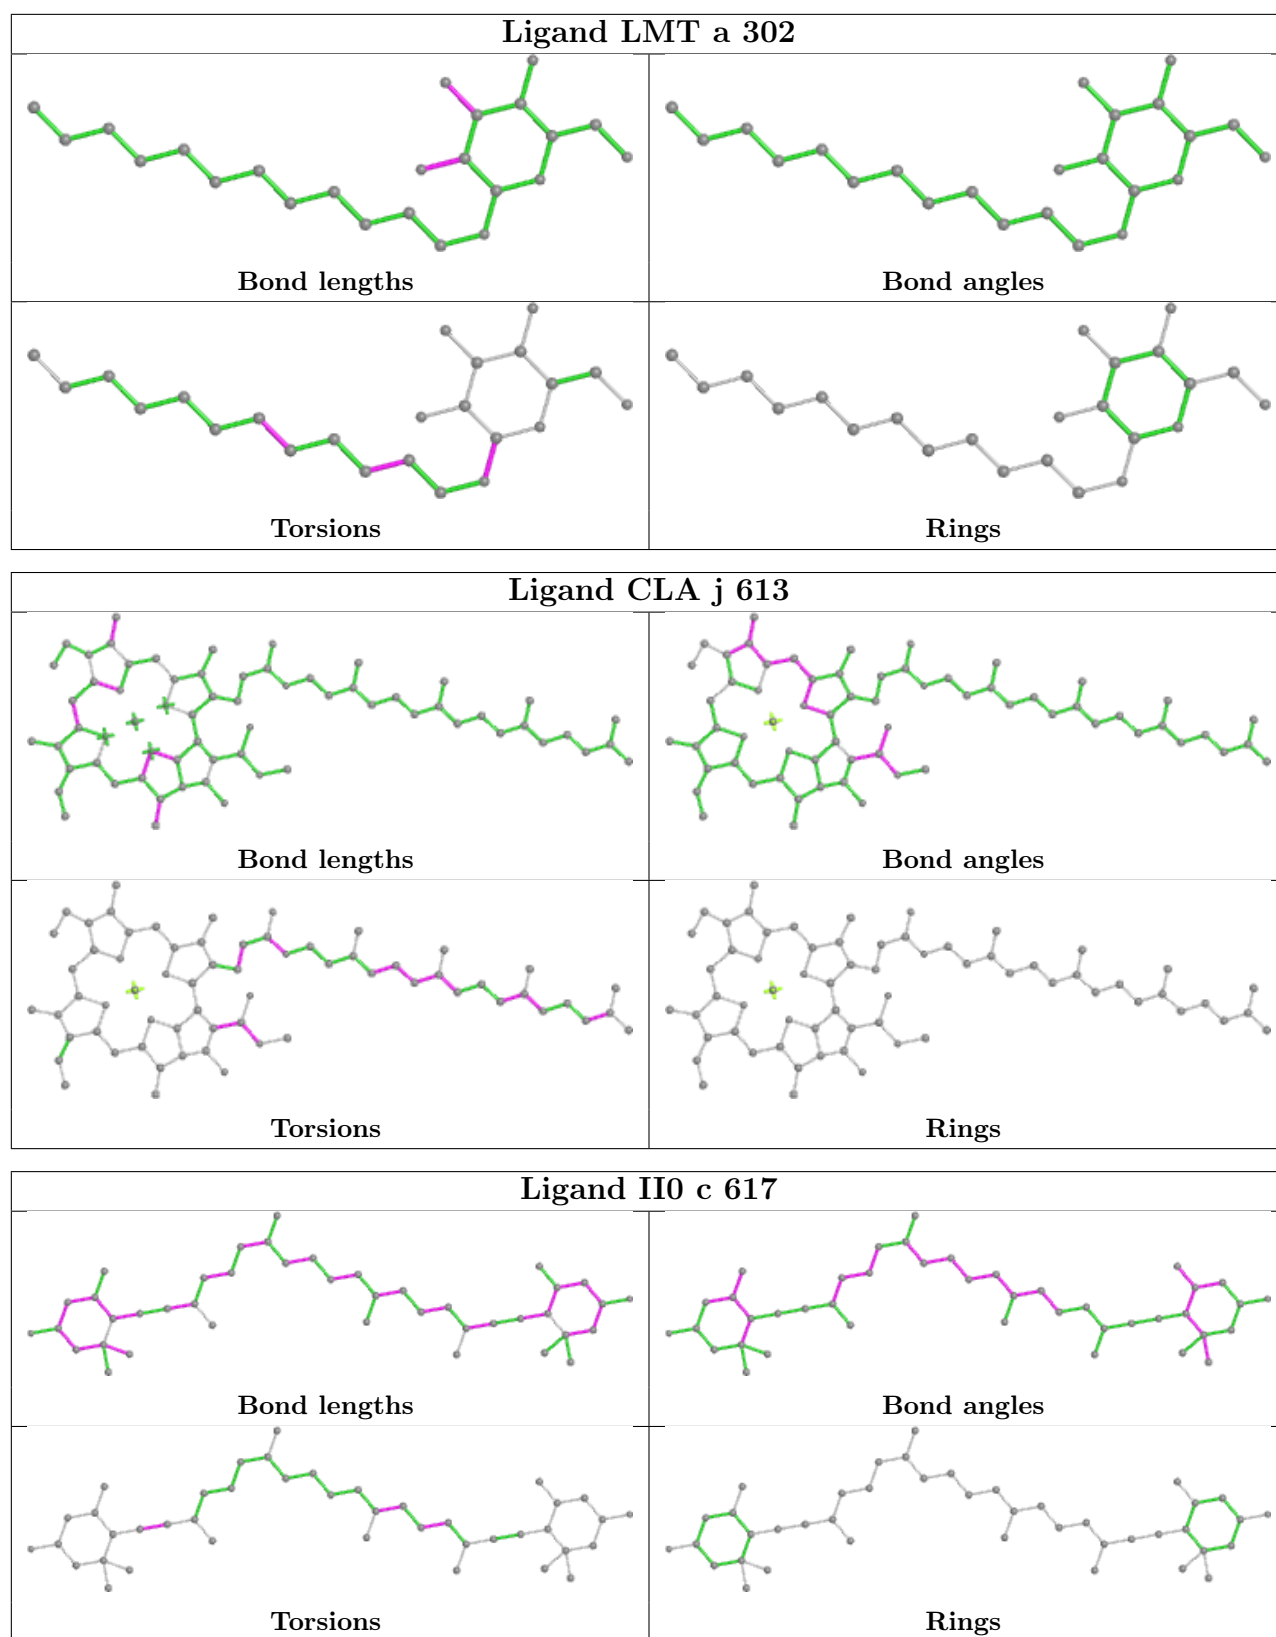 Ligand LMT a 302
Bond lengths
Bond angles
Torsions
Rings
Ligand CLA j 613
Bond lengths
Bond angles
Torsions
Rings
Ligand II0 c 617
Bond lengths
Bond angles
Torsions
Rings